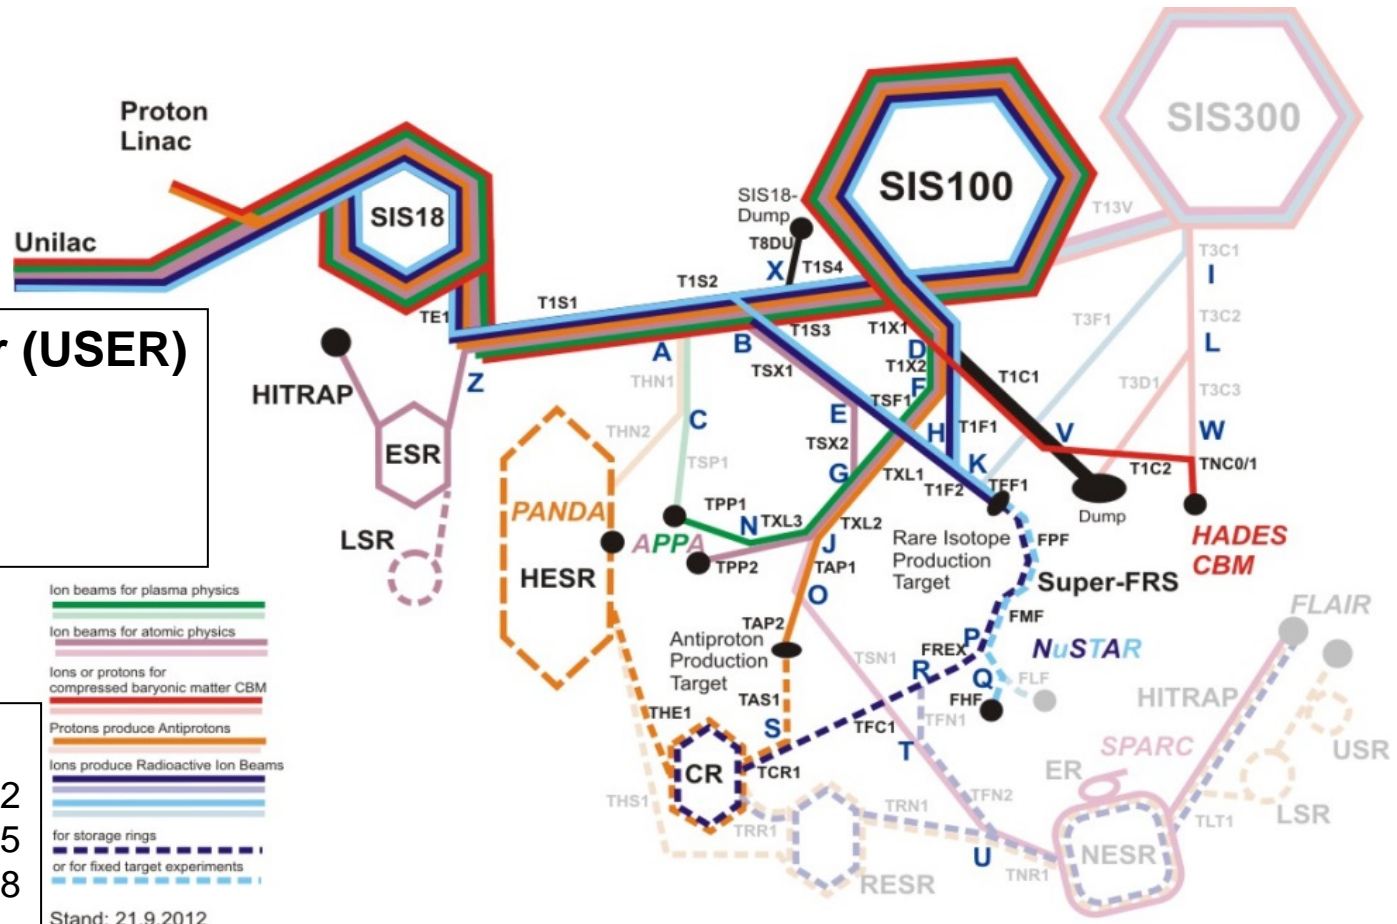 Proton
Linac
Unilac
SIS18
SIS100
SIS300
SIS18-
Dump
T8DU
X
T1S4
T13V
T3C1
I
T1S2
T1S1
TE1
T1S3
T1X1
T3F1
T3C2
L
r (USER)
HITRAP
Z
A
B
D
T1X2
F
THN1
TSX1
T1C1
T3D1
T3C3
TSF1
E
C
H
T1F1
V
W
THN2
TSX2
ESR
TSP1
G
K
TXL1
T1F2
TFF1
T1C2
TNC0/1
PANDA
TPP1
N
TXL3
TXL2
Dump
LSR
APPA
J
Rare Isotope
Production
Target
FPF
HADES
CBM
HESR
TPP2
TAP1
O
Super-FRS
Ion beams for plasma physics
Ion beams for atomic physics
Ions or protons for
compressed baryonic matter CBM
Protons produce Antiprotons
Ions produce Radioactive Ion Beams
for storage rings
or for fixed target experiments
Stand: 21.9.2012
2
5
8
FLAIR
FMF
TAP2
Antiproton
Production
Target
FREX
P
NuSTAR
TSN1
R
Q
FLF
HITRAP
TAS1
FHF
THE1
S
TFC1
TFN1
T
SPARC
USR
CR
TCR1
ER
THS1
TFN2
TRR1
TRN1
TLT1
LSR
U
NESR
TNR1
RESR